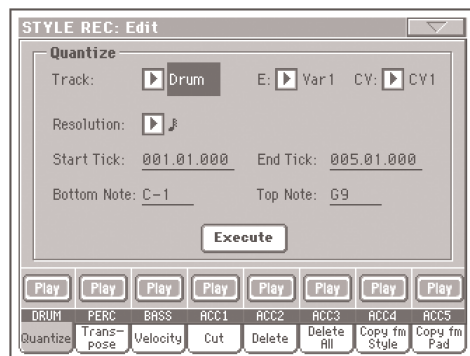 STYLE REC: Edit
Quantize
Track: Drum E: Var1 CV: CV1
Resolution:
Start Tick: 001.01.000 End Tick: 005.01.000
Bottom Note: C-1 Top Note: G9
Execute
Play Play Play Play Play Play Play Play
DRUM PERC BASS ACC1 ACC2 ACC3 ACC4 ACC5
Quantize Trans- Velocity Cut Delete Delete Copy fm Copy fm
pose All Style Pad